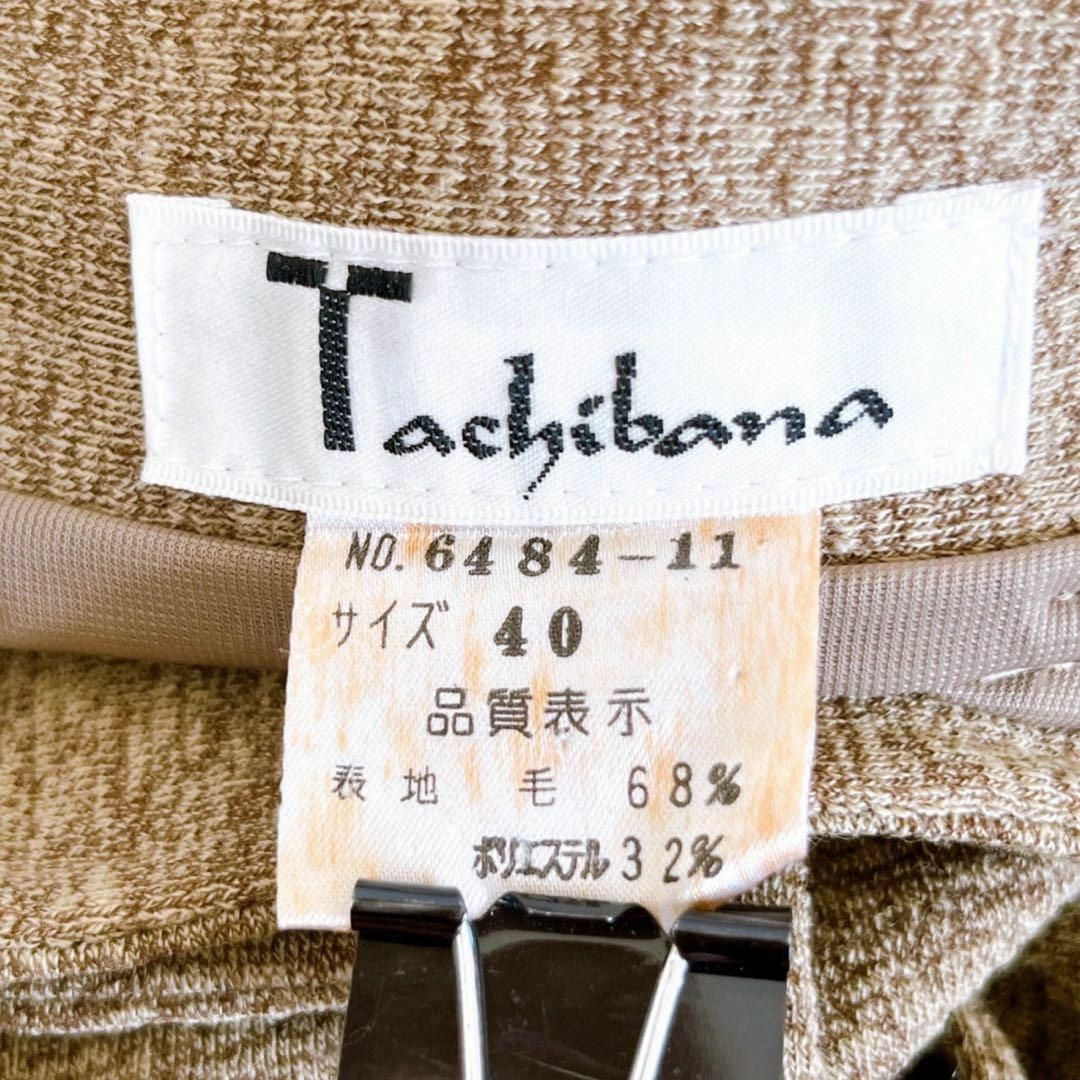 Tachibana
NO. 6484-11
サイズ 40
品質表示
表地 毛 68%
ポリエステル 32%